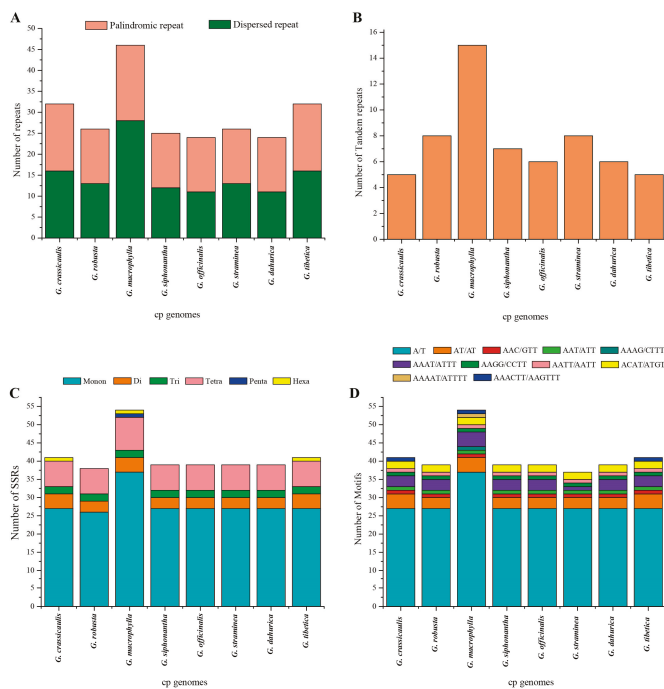 A
Palindromic repeat
Dispersed repeat
Number of repeats
50
45
40
35
30
25
20
15
10
5
0
G. crassicaulis
G. robusta
G. macrophylla
G. siphonantha
G. officinalis
G. straminea
G. dahurica
G. tibetica
cp genomes
B
Number of Tandem repeats
16
14
12
10
8
6
4
2
0
G. crassicaulis
G. robusta
G. macrophylla
G. siphonantha
G. officinalis
G. straminea
G. dahurica
G. tibetica
cp genomes
Monon Di Tri Tetra Penta Hexa
C
Number of SSRs
55
50
45
40
35
30
25
20
15
10
5
0
G. crassicaulis
G. robusta
G. macrophylla
G. siphonantha
G. officinalis
G. straminea
G. dahurica
G. tibetica
cp genomes
A/T AT/AT AAC/GTT AAT/ATT AAAG/CTTT
AAAT/ATTT AAGG/CCTT AATT/AATT ACAT/ATGT
AAAAT/ATTTT AAACTT/AAGTTT
D
Number of Motifs
55
50
45
40
35
30
25
20
15
10
5
0
G. crassicaulis
G. robusta
G. macrophylla
G. siphonantha
G. officinalis
G. straminea
G. dahurica
G. tibetica
cp genomes